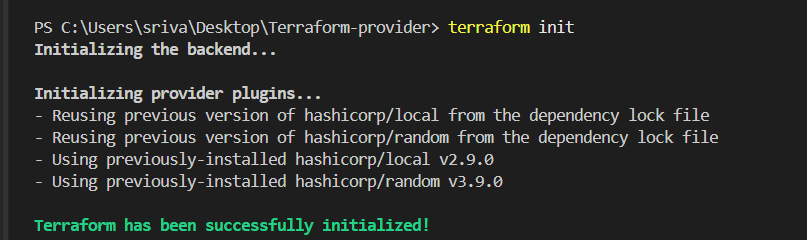 PS C:\Users\sriva\Desktop\Terraform-provider> terraform init
Initializing the backend...
Initializing provider plugins...
- Reusing previous version of hashicorp/local from the dependency lock file
- Reusing previous version of hashicorp/random from the dependency lock file
- Using previously-installed hashicorp/local v2.9.0
- Using previously-installed hashicorp/random v3.9.0
Terraform has been successfully initialized!